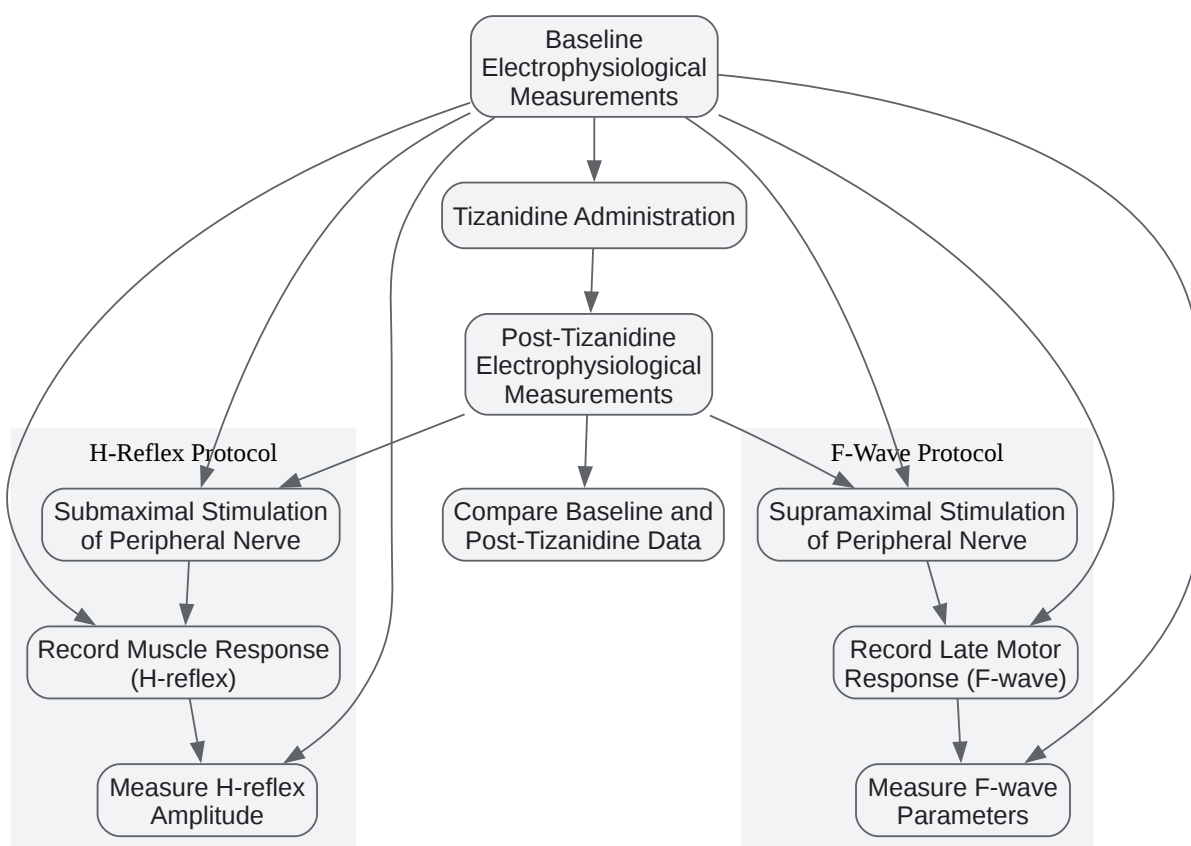 Baseline
Electrophysiological
Measurements
Tizanidine Administration
Post-Tizanidine
Electrophysiological
Measurements
H-Reflex Protocol
F-Wave Protocol
Submaximal Stimulation
of Peripheral Nerve
Compare Baseline and
Post-Tizanidine Data
Supramaximal Stimulation
of Peripheral Nerve
Record Muscle Response
(H-reflex)
Record Late Motor
Response (F-wave)
Measure H-reflex
Amplitude
Measure F-wave
Parameters